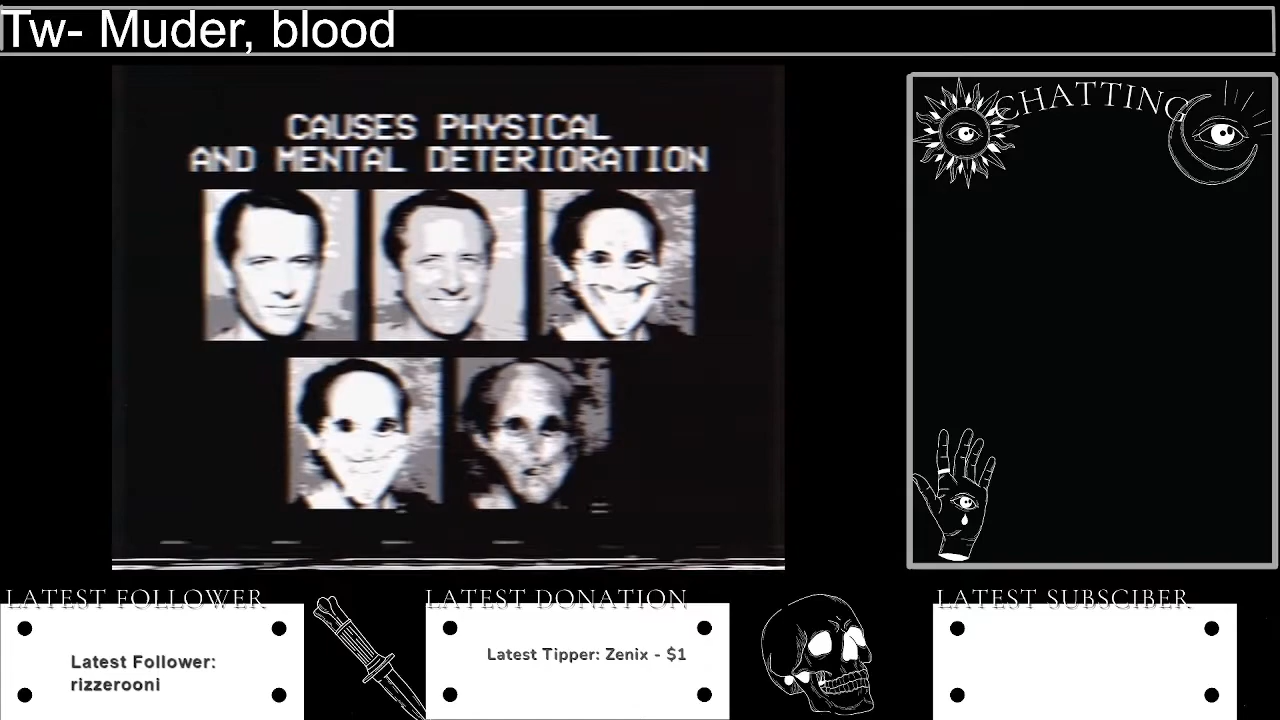 Tw- Muder, blood
CAUSES PHYSICAL
AND MENTAL DETERIORATION
CHATTING
LATEST FOLLOWER
Latest Follower:
rizzerooni
LATEST DONATION
Latest Tipper: Zenix - $1
LATEST SUBSCIBER